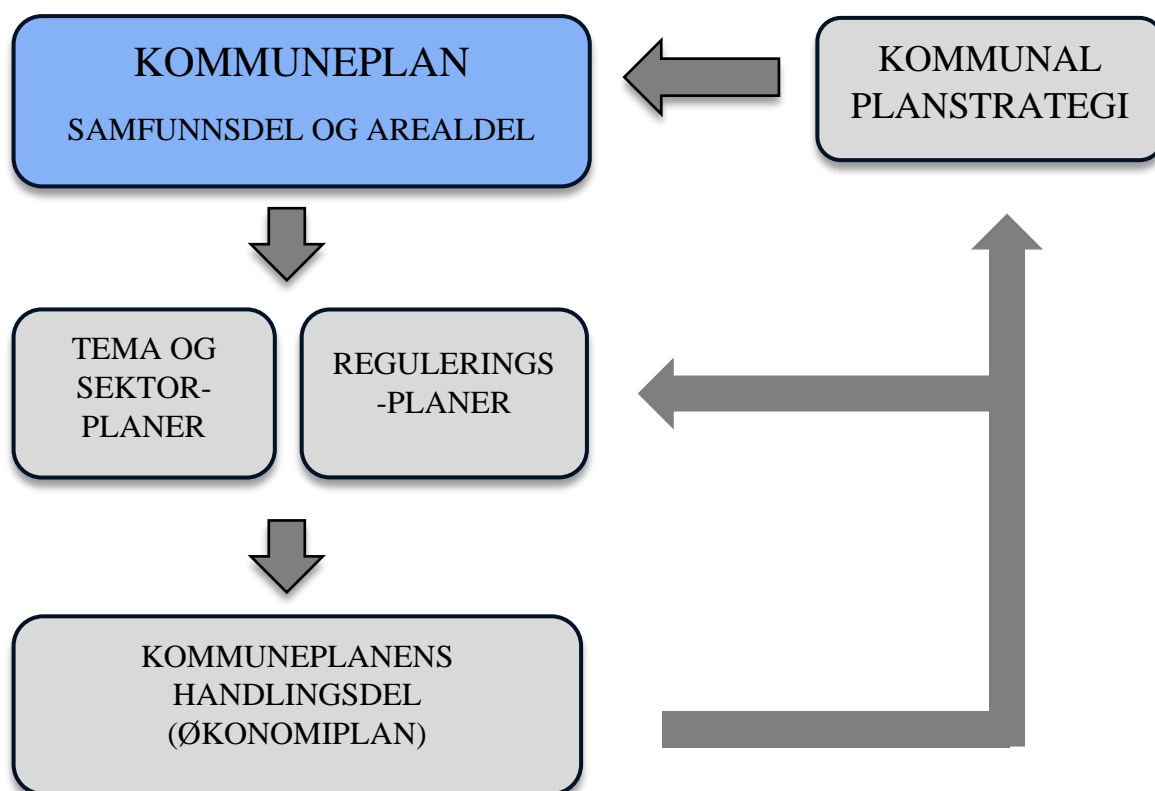 KOMMUNEPLAN
SAMFUNNSDEL OG AREALDEL
KOMMUNAL
PLANSTRATEGI
TEMA OG
SEKTOR-
PLANER
REGULERINGS
-PLANER
KOMMUNEPLANENS
HANDLINGSDEL
(ØKONOMIPLAN)